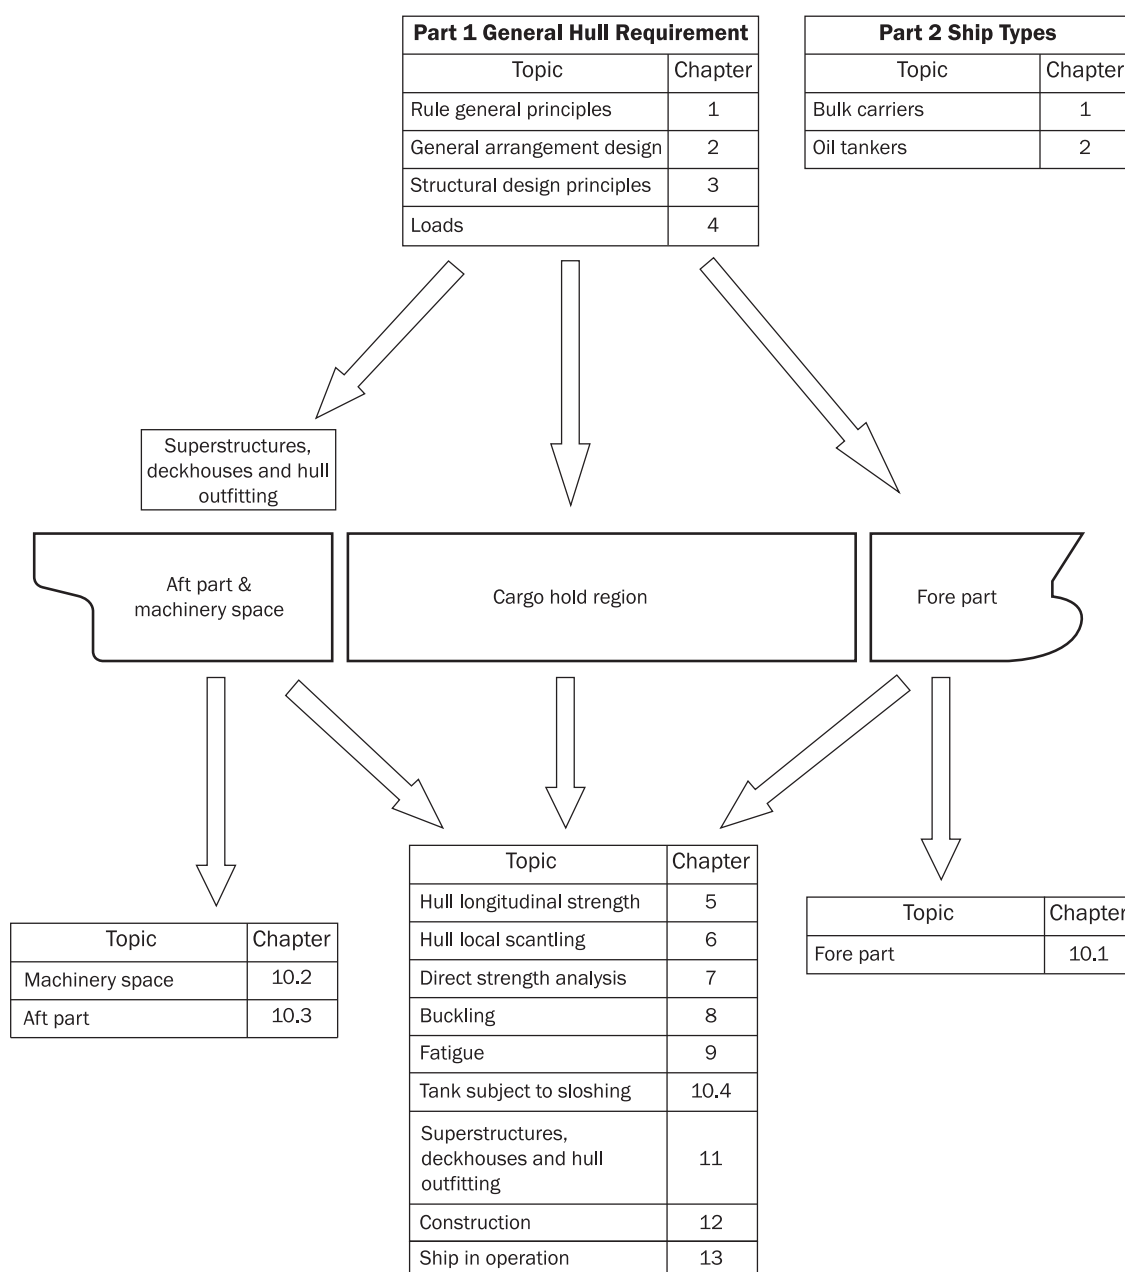 Part 1 General Hull Requirement
Topic Chapter
Rule general principles 1
General arrangement design 2
Structural design principles 3
Loads 4
Part 2 Ship Types
Topic Chapter
Bulk carriers 1
Oil tankers 2
Superstructures,
deckhouses and hull
outfitting
Aft part &
machinery space
Cargo hold region
Fore part
Topic Chapter
Machinery space 10.2
Aft part 10.3
Topic Chapter
Hull longitudinal strength 5
Hull local scantling 6
Direct strength analysis 7
Buckling 8
Fatigue 9
Tank subject to sloshing 10.4
Superstructures,
deckhouses and hull 11
outfitting
Construction 12
Ship in operation 13
Topic Chapter
Fore part 10.1